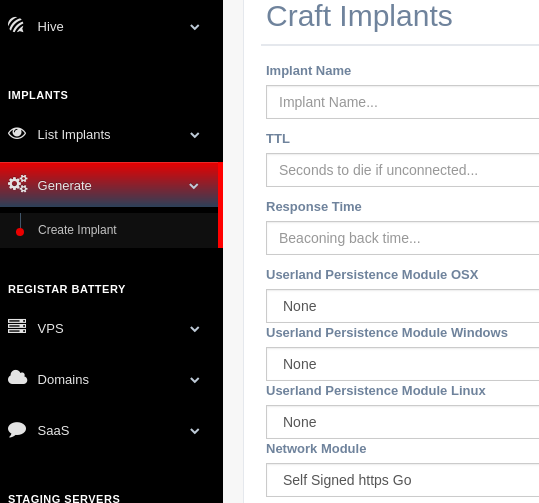 Hive
IMPLANTS
List Implants
Generate
Create Implant
REGISTAR BATTERY
VPS
Domains
SaaS
STAGING SERVERS
Craft Implants
Implant Name
Implant Name...
TTL
Seconds to die if unconnected...
Response Time
Beaconing back time...
Userland Persistence Module OSX
None
Userland Persistence Module Windows
None
Userland Persistence Module Linux
None
Network Module
Self Signed https Go